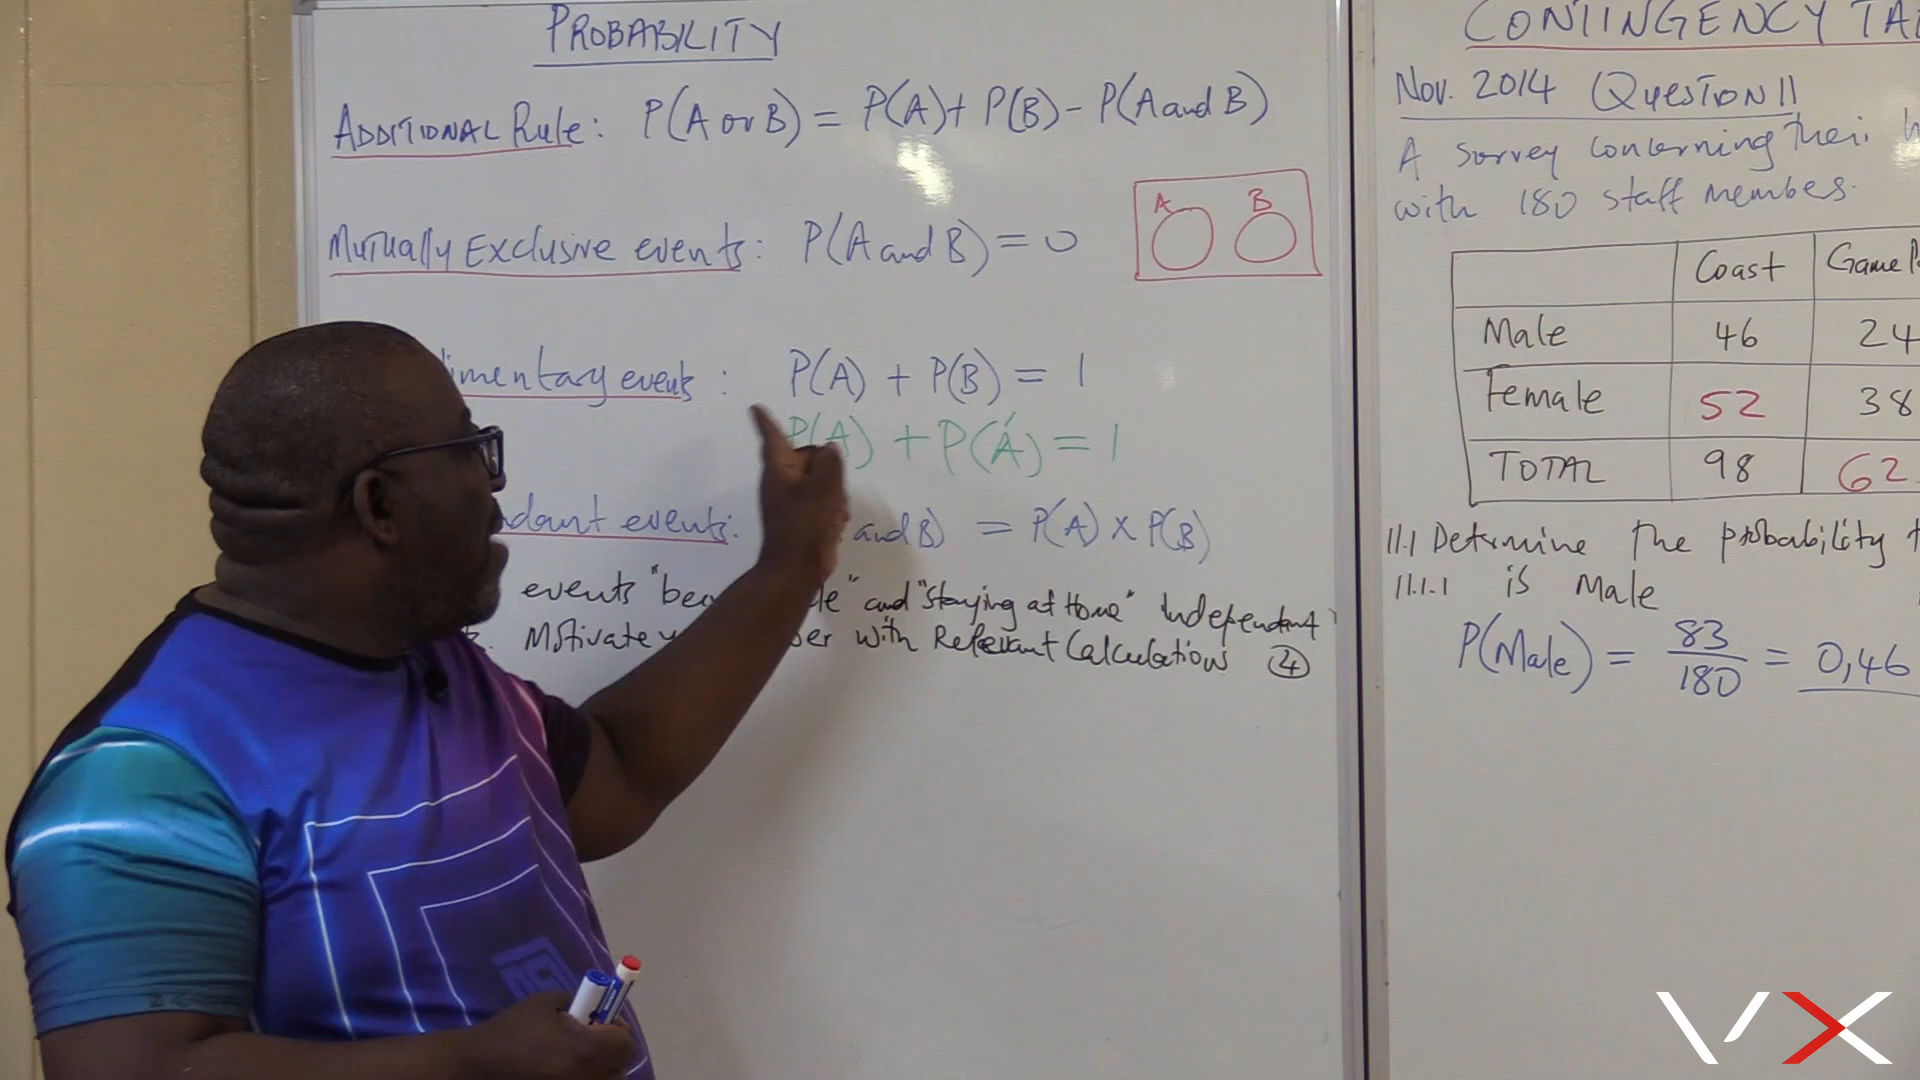 PROBABILITY
ADDITIONAL Rule: P(A or B) = P(A) + P(B) - P(A and B)
A B
MUTUALLY EXCLUSIVE events: P(A and B) = 0
imentary events: P(A) + P(B) = 1
P(A) + P(A') = 1
ndant events: and B) = P(A) X P(B)
events "be le" and "Staying at Home" Independent
Motivate y er with Relevant Calculations 4
CONTINGENCY TA
Nov. 2014 (QUESTION 11
A survey concerning their h
with 180 staff members.
Coast Game P
Male 46 24
Female 52 38
TOTAL 98 62
11.1 Determine the probability t
11.1.1 is Male
P(Male) = 83/180 = 0,46
VX